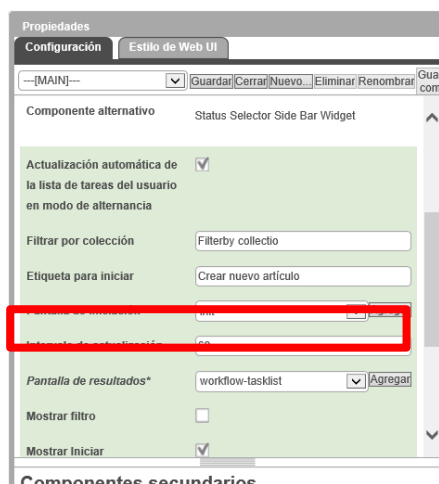 Propiedades
Configuración
Estilo de Web UI
---[MAIN]---
Guardar Cerrar Nuevo... Eliminar Renombrar
Componente alternativo
Status Selector Side Bar Widget
Actualización automática de
la lista de tareas del usuario
en modo de alternancia
Filtrar por colección
Filterby collectio
Etiqueta para iniciar
Crear nuevo artículo
Pantalla de resultados*
workflow-tasklist
Agregar
Mostrar filtro
Mostrar Iniciar
Componentes secundarios